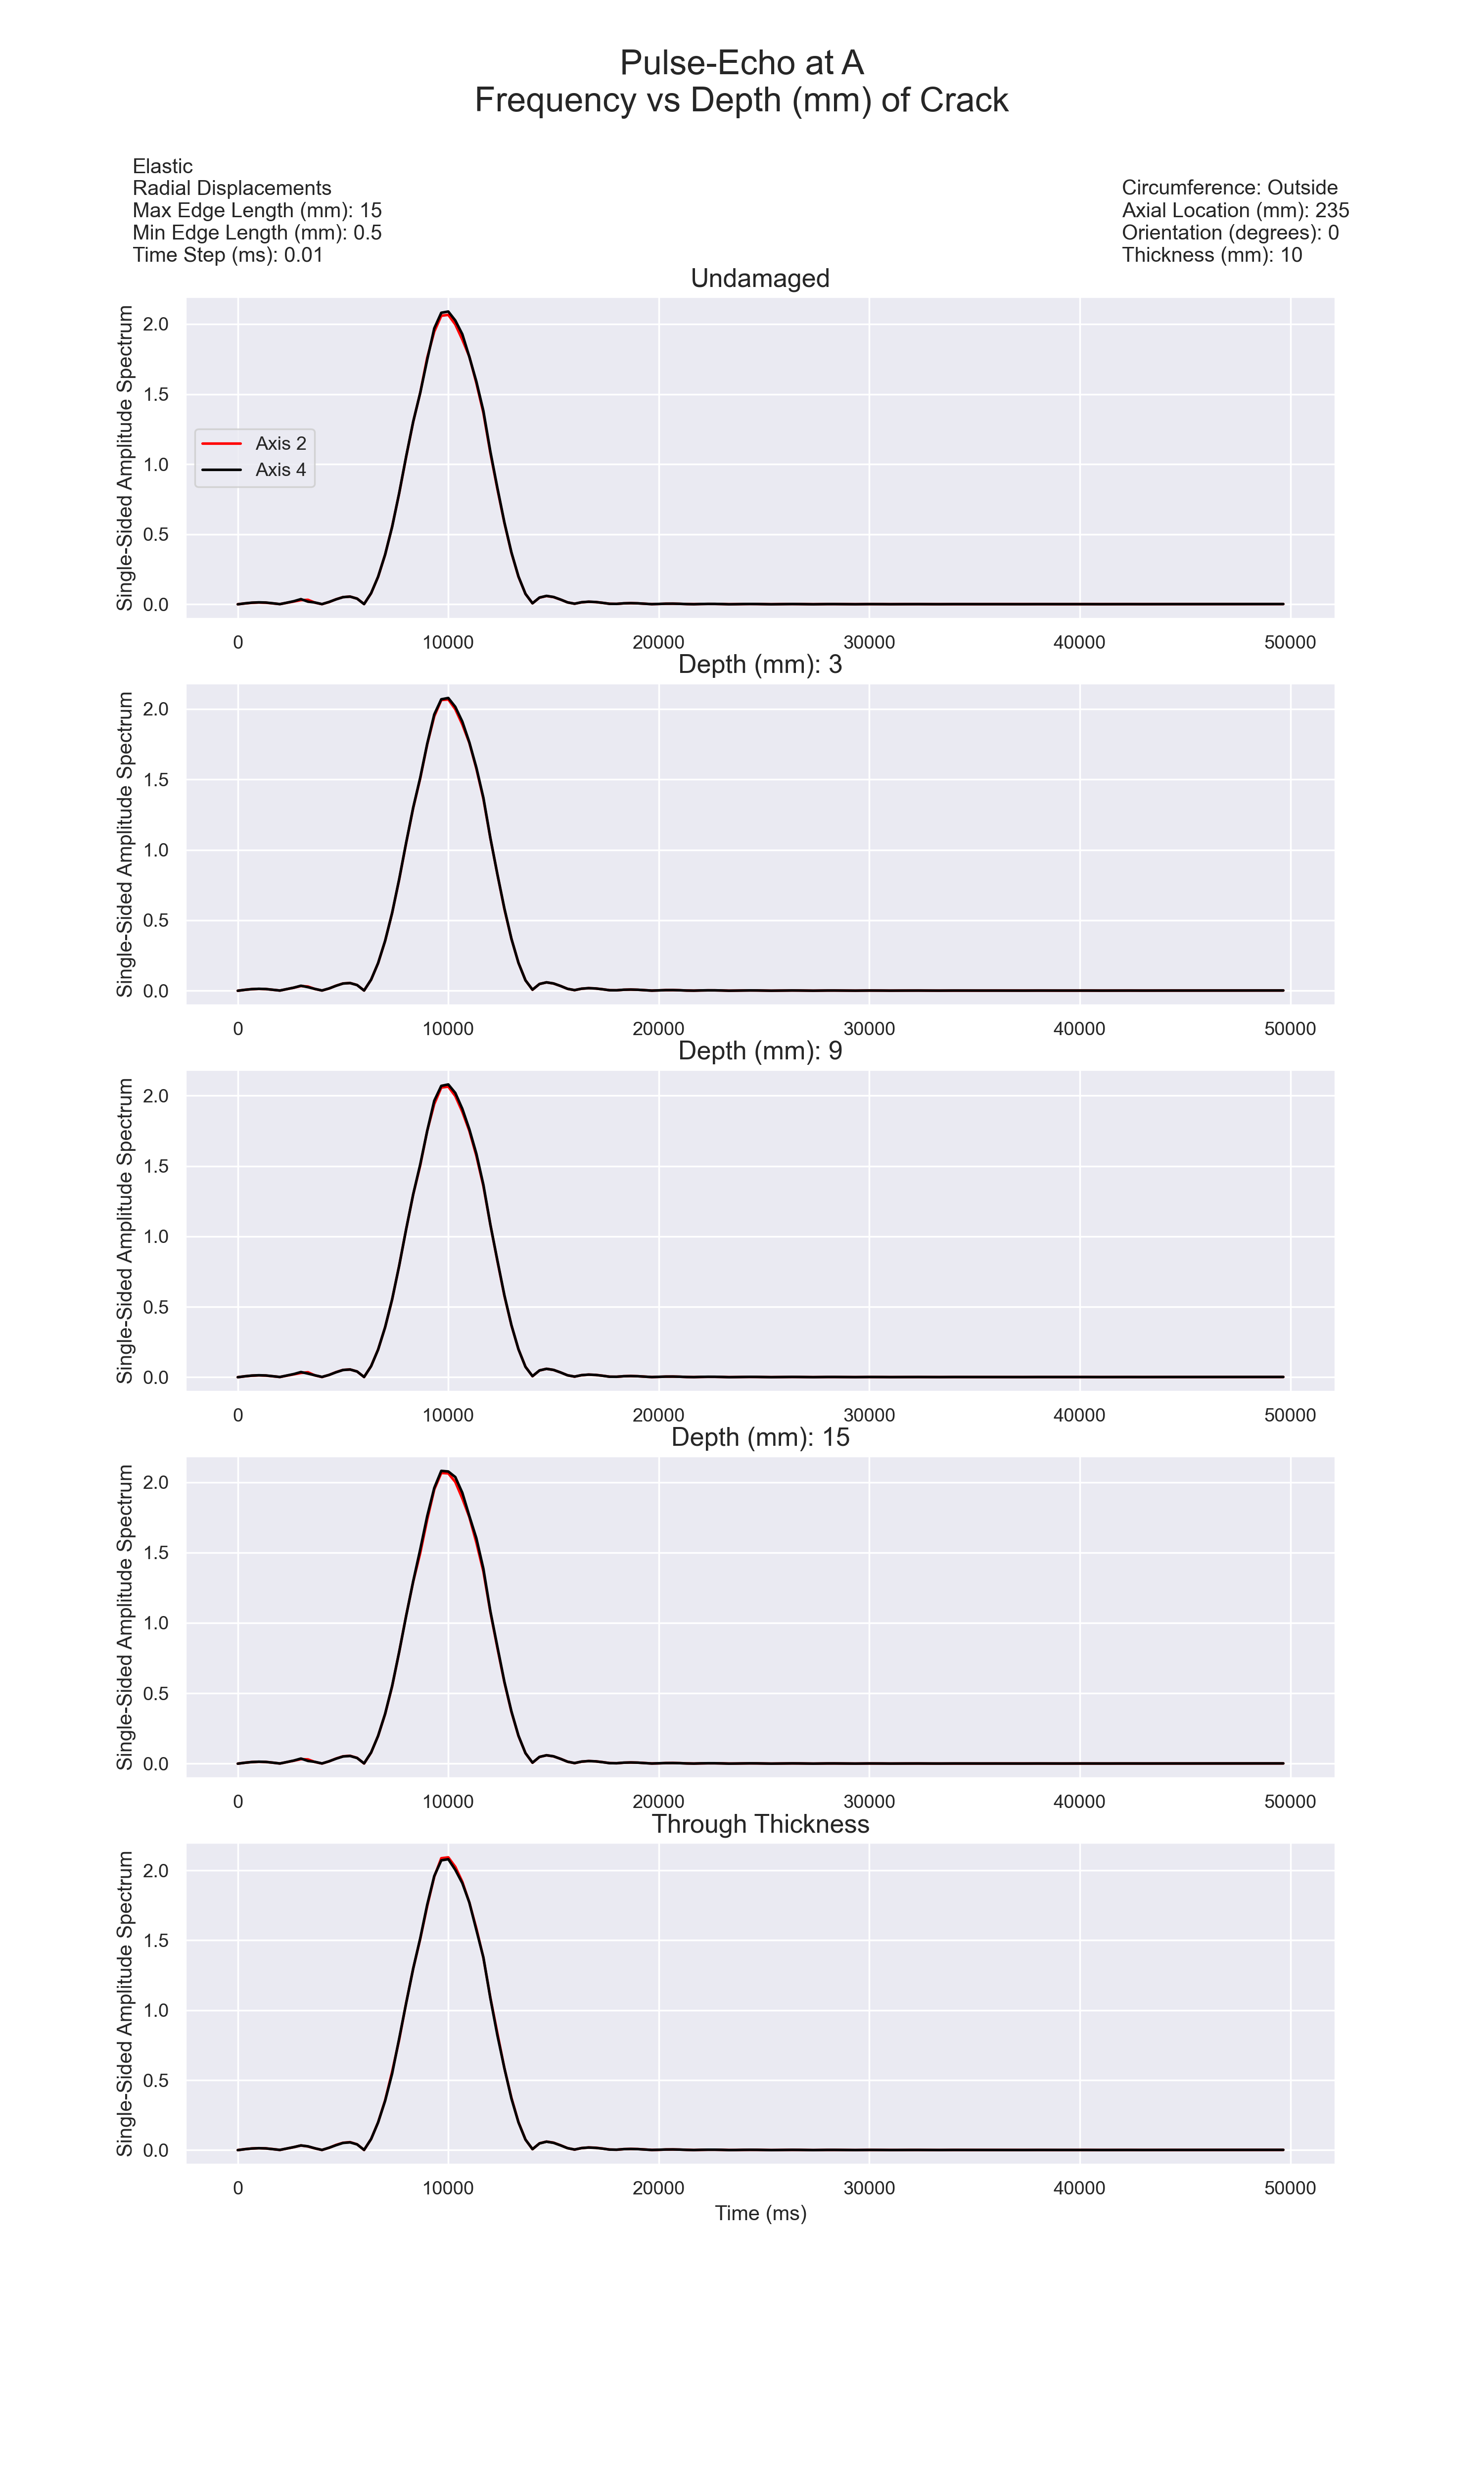 Pulse-Echo at A
Frequency vs Depth (mm) of Crack
Elastic
Radial Displacements
Max Edge Length (mm): 15
Min Edge Length (mm): 0.5
Time Step (ms): 0.01
Circumference: Outside
Axial Location (mm): 235
Orientation (degrees): 0
Thickness (mm): 10
Undamaged
Single-Sided Amplitude Spectrum
2.0
1.5
1.0
0.5
0.0
Axis 2
Axis 4
0 10000 20000 30000 40000 50000
Depth (mm): 3
Single-Sided Amplitude Spectrum
2.0
1.5
1.0
0.5
0.0
0 10000 20000 30000 40000 50000
Depth (mm): 9
Single-Sided Amplitude Spectrum
2.0
1.5
1.0
0.5
0.0
0 10000 20000 30000 40000 50000
Depth (mm): 15
Single-Sided Amplitude Spectrum
2.0
1.5
1.0
0.5
0.0
0 10000 20000 30000 40000 50000
Through Thickness
Single-Sided Amplitude Spectrum
2.0
1.5
1.0
0.5
0.0
0 10000 20000 30000 40000 50000
Time (ms)